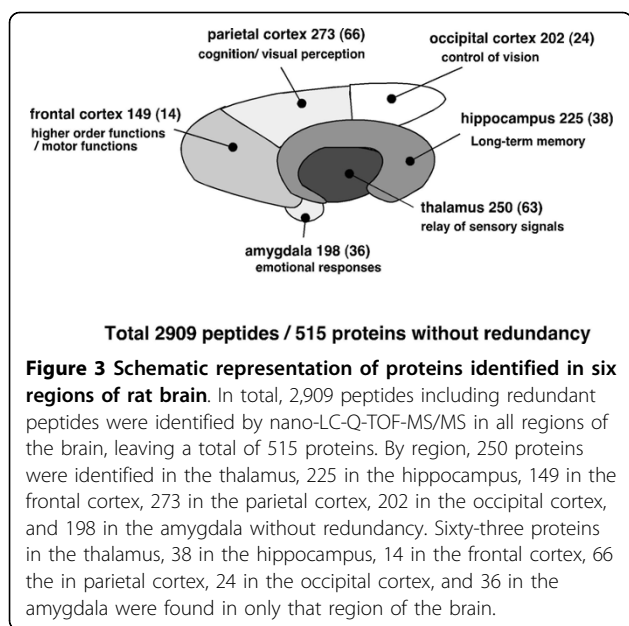 parietal cortex 273 (66)
cognition/ visual perception
occipital cortex 202 (24)
control of vision
frontal cortex 149 (14)
higher order functions
/ motor functions
hippocampus 225 (38)
Long-term memory
thalamus 250 (63)
relay of sensory signals
amygdala 198 (36)
emotional responses
Total 2909 peptides / 515 proteins without redundancy
Figure 3 Schematic representation of proteins identified in six
regions of rat brain. In total, 2,909 peptides including redundant
peptides were identified by nano-LC-Q-TOF-MS/MS in all regions of
the brain, leaving a total of 515 proteins. By region, 250 proteins
were identified in the thalamus, 225 in the hippocampus, 149 in the
frontal cortex, 273 in the parietal cortex, 202 in the occipital cortex,
and 198 in the amygdala without redundancy. Sixty-three proteins
in the thalamus, 38 in the hippocampus, 14 in the frontal cortex, 66
the in parietal cortex, 24 in the occipital cortex, and 36 in the
amygdala were found in only that region of the brain.